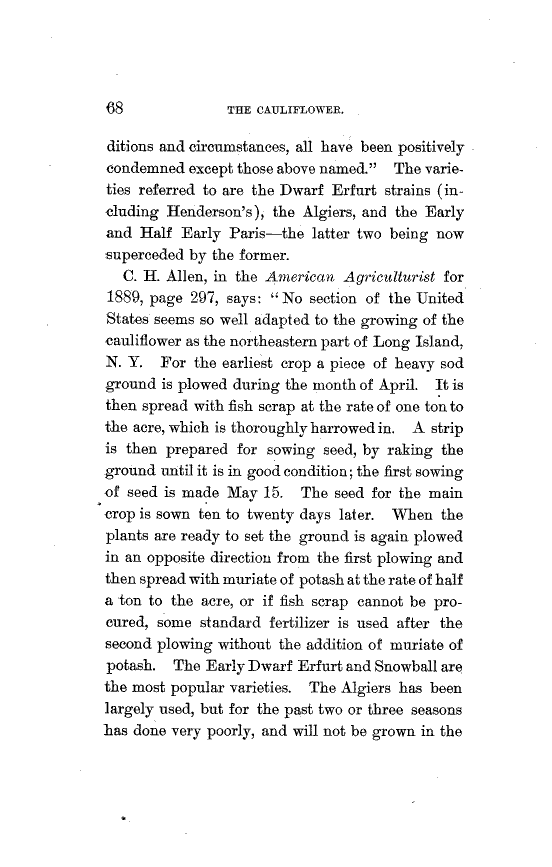 68 THE CAULIFLOWER.
ditions and circumstances, all have been positively
condemned except those above named.” The varie-
ties referred to are the Dwarf Erfurt strains (in-
cluding Henderson's), the Algiers, and the Early
and Half Early Paris—the latter two being now
superceded by the former.
C. H. Allen, in the American Agriculturist for
1889, page 297, says: “No section of the United
States seems so well adapted to the growing of the
cauliflower as the northeastern part of Long Island,
N. Y. For the earliest crop a piece of heavy sod
ground is plowed during the month of April. It is
then spread with fish scrap at the rate of one ton to
the acre, which is thoroughly harrowed in. A strip
is then prepared for sowing seed, by raking the
ground until it is in good condition; the first sowing
of seed is made May 15. The seed for the main
crop is sown ten to twenty days later. When the
plants are ready to set the ground is again plowed
in an opposite direction from the first plowing and
then spread with muriate of potash at the rate of half
a ton to the acre, or if fish scrap cannot be pro-
cured, some standard fertilizer is used after the
second plowing without the addition of muriate of
potash. The Early Dwarf Erfurt and Snowball are
the most popular varieties. The Algiers has been
largely used, but for the past two or three seasons
has done very poorly, and will not be grown in the